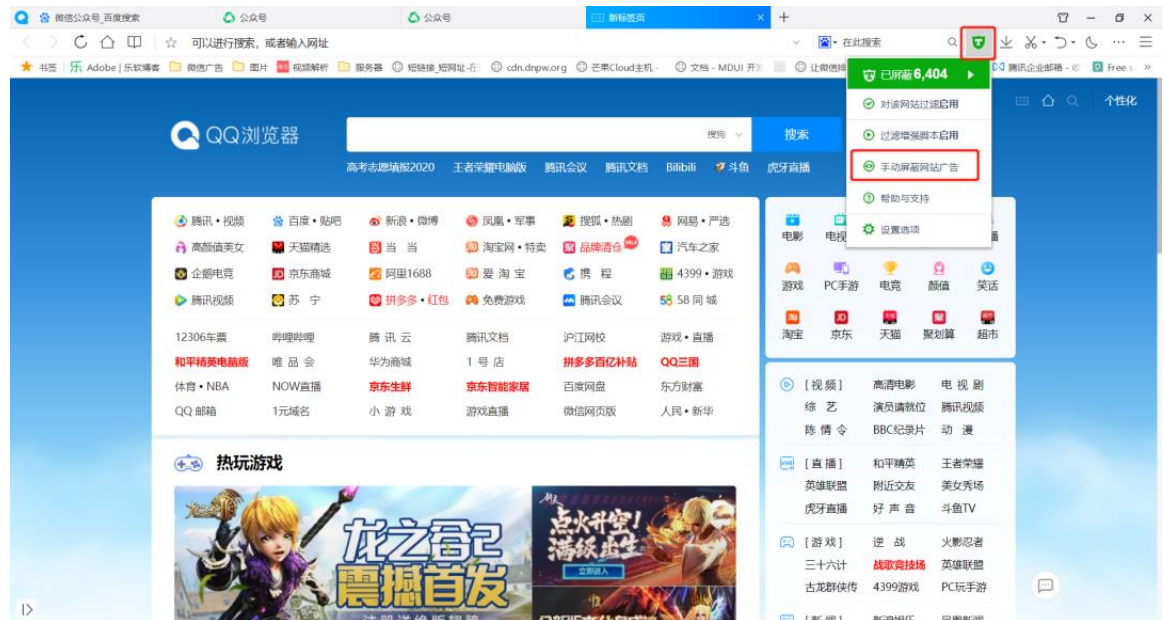 微信公众号_百度搜索
公众号
公众号
新标签页
可以进行搜索，或者输入网址
在此搜索
书签
Adobe | 乐软博客
微信广告
图片
视频解析
服务器
短链接_短网址-在
cdn.dnpw.org
芒果Cloud主机 -
文档 - MDUI 开
让微信排
腾讯企业邮箱 -
Free
已屏蔽6,404
对该网站过滤启用
过滤增强脚本启用
手动屏蔽网站广告
帮助与支持
设置选项
个性化
QQ浏览器
搜狗
搜索
高考志愿填报2020 王者荣耀电脑版 腾讯会议 腾讯文档 Bilibili 斗鱼 虎牙直播
腾讯•视频 百度•贴吧 新浪•微博 凤凰•军事 搜狐•热剧 网易•严选
高颜值美女 天猫精选 当 当 淘宝网•特卖 品牌清仓 汽车之家
企鹅电竞 京东商城 阿里1688 爱 淘 宝 携 程 4399•游戏
腾讯视频 苏 宁 拼多多•红包 免费游戏 腾讯会议 58 同 城
12306车票 哔哩哔哩 腾 讯 云 腾讯文档 沪江网校 游戏•直播
和平精英电脑版 唯 品 会 华为商城 1 号 店 拼多多百亿补贴 QQ三国
体育•NBA NOW直播 京东生鲜 京东智能家居 百度网盘 东方财富
QQ 邮箱 1元域名 小 游 戏 游戏直播 微信网页版 人民•新华
电影 电视
游戏 PC手游 电竞 颜值 笑话
淘宝 京东 天猫 聚划算 超市
[ 视 频 ] 高清电影 电 视 剧
综 艺 演员请就位 腾讯视频
陈 情 令 BBC纪录片 动 漫
[ 直 播 ] 和平精英 王者荣耀
英雄联盟 附近交友 美女秀场
虎牙直播 好 声 音 斗鱼TV
[ 游 戏 ] 逆 战 火影忍者
三十六计 战歌竞技场 英雄联盟
古龙群侠传 4399游戏 PC玩手游
热玩游戏
龙之谷2
震撼首发
点火升空!
满级出生
立即进入